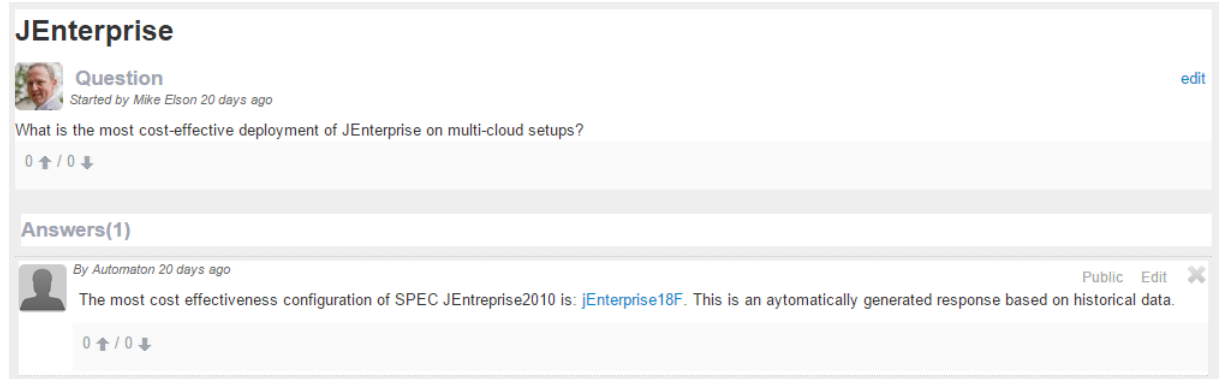 JEnterprise
Question
edit
Started by Mike Elson 20 days ago
What is the most cost-effective deployment of JEnterprise on multi-cloud setups?
0 / 0
Answers(1)
By Automaton 20 days ago
Public Edit
The most cost effectiveness configuration of SPEC JEntreprise2010 is: jEnterprise18F. This is an aytomatically generated response based on historical data.
0 / 0